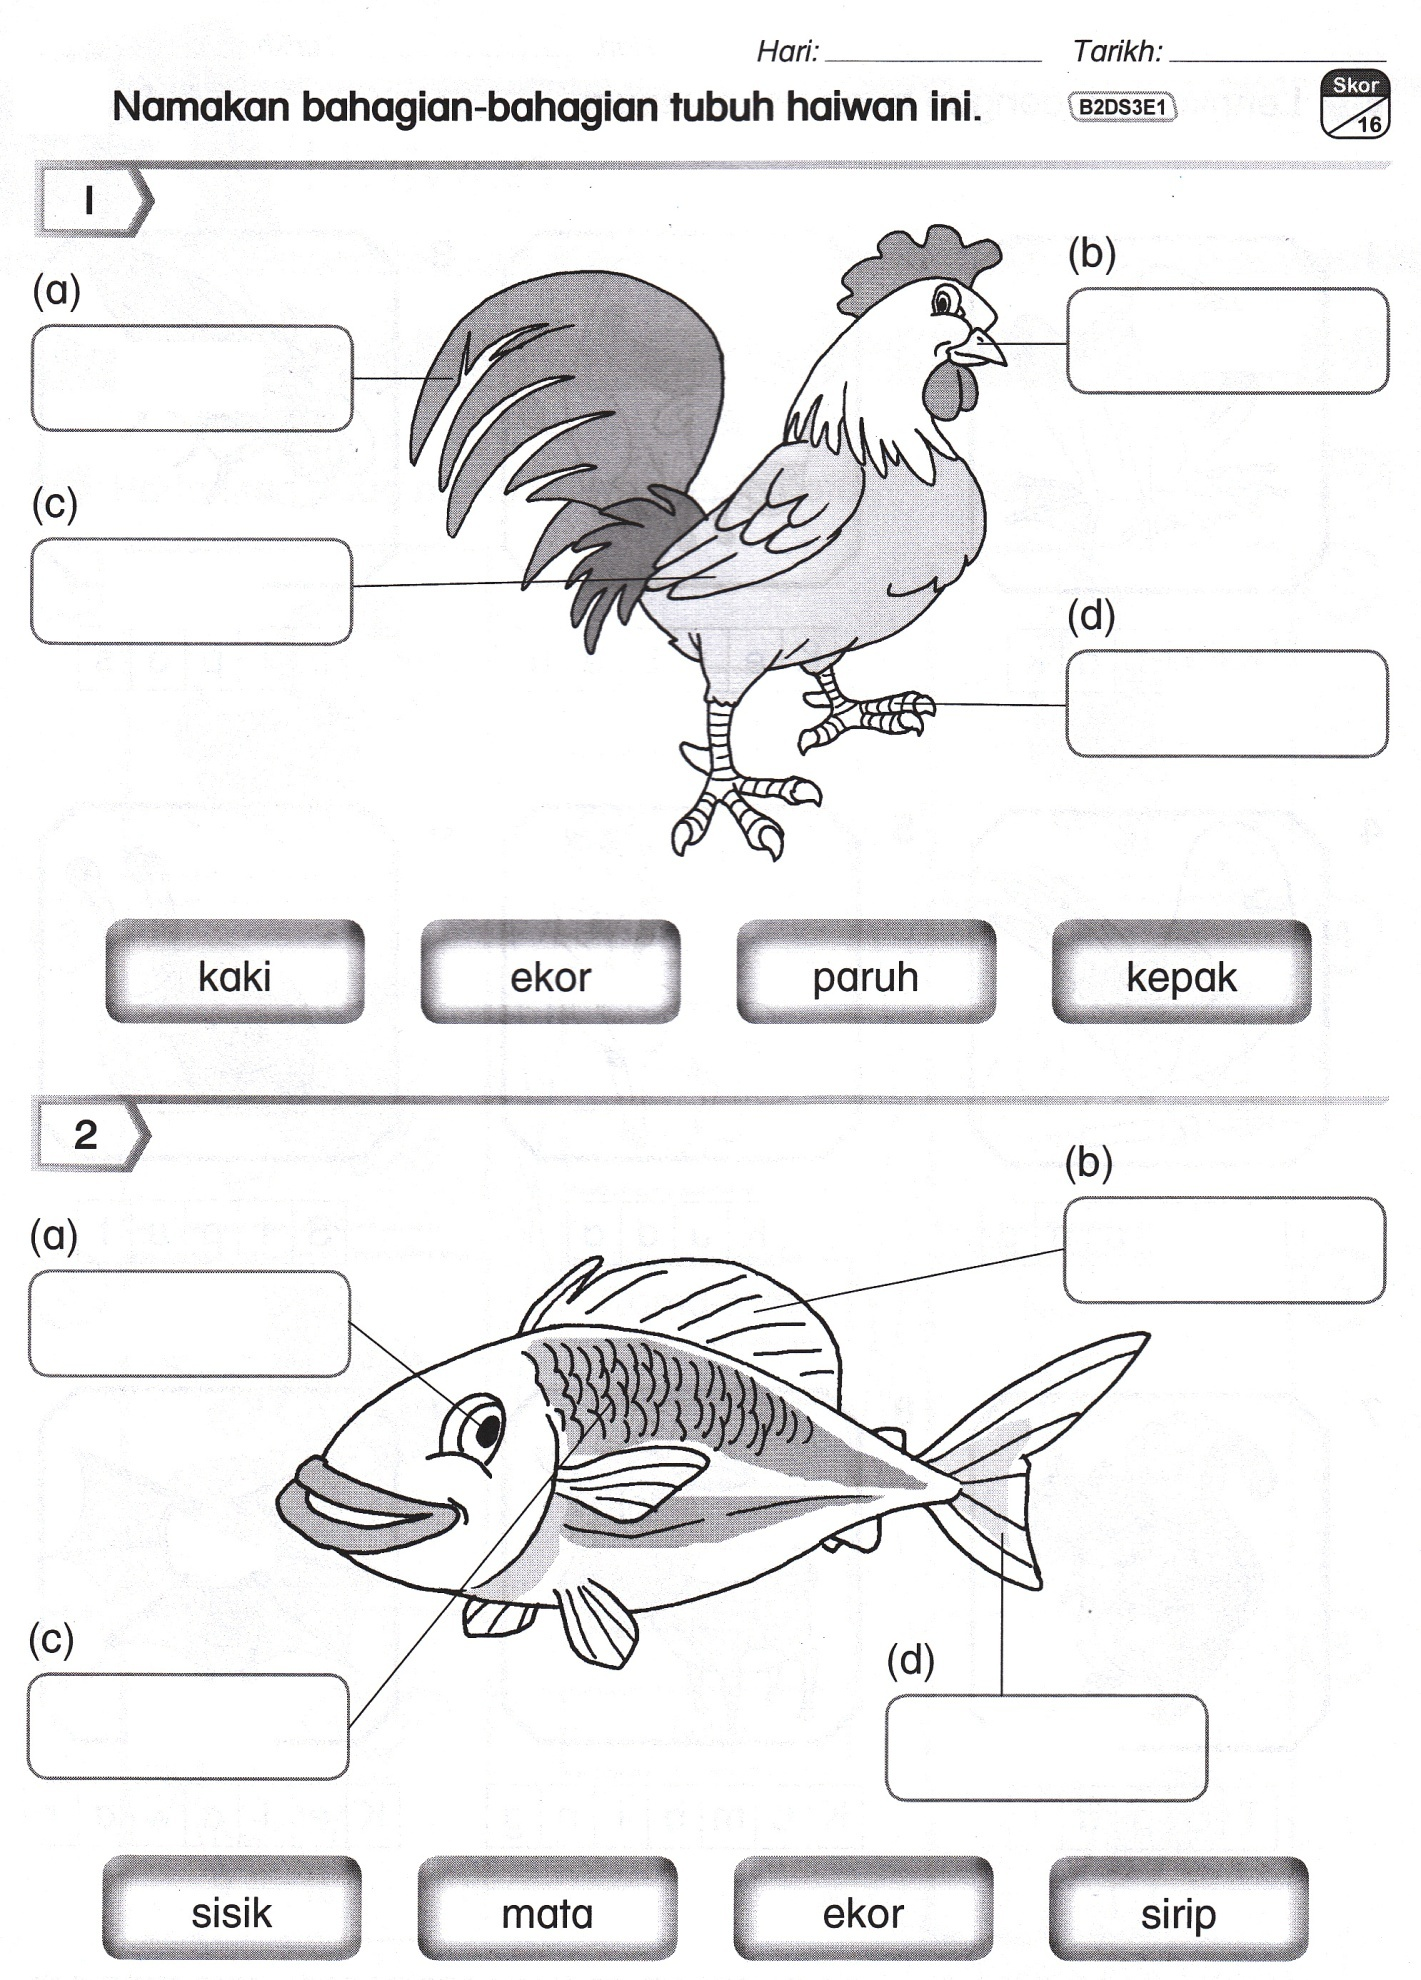 Hari: Tarikh:
Namakan bahagian-bahagian tubuh haiwan ini.
B2DS3E1
Skor
16
1
(a)
(b)
(c)
(d)
kaki ekor paruh kepak
2
(a)
(b)
(c)
(d)
sisik mata ekor sirip